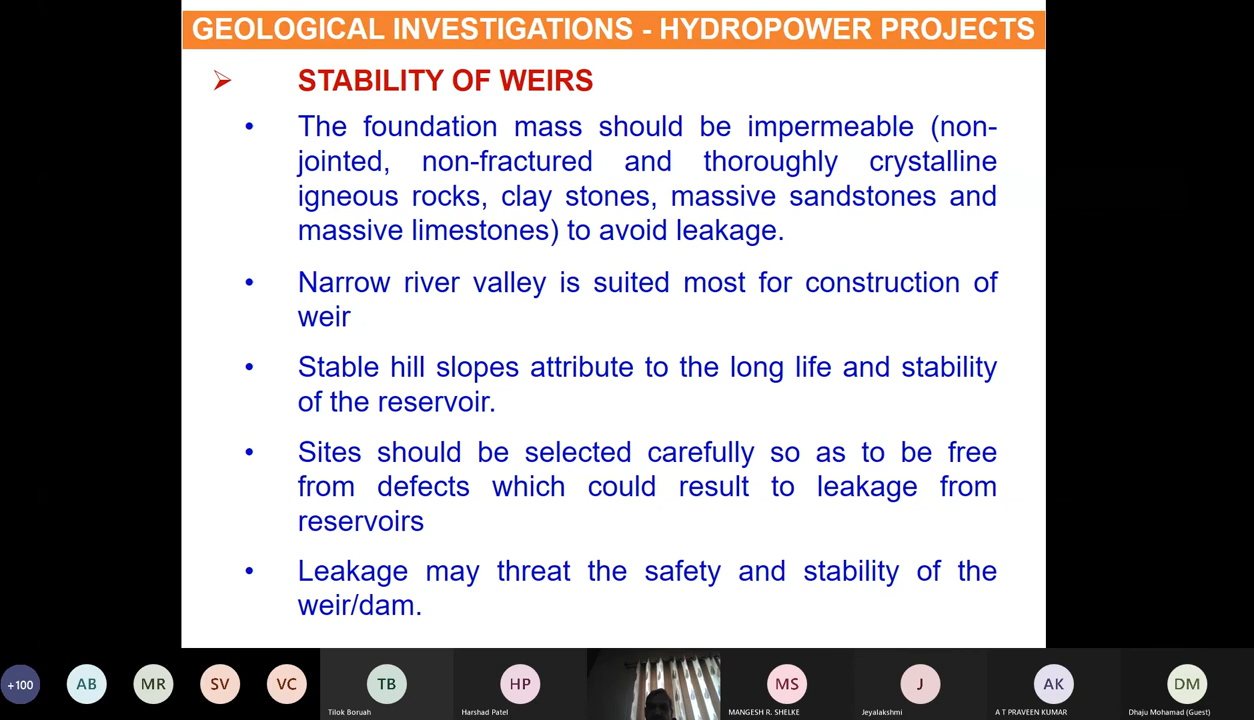 GEOLOGICAL INVESTIGATIONS - HYDROPOWER PROJECTS
➢ STABILITY OF WEIRS
• The foundation mass should be impermeable (non-
jointed, non-fractured and thoroughly crystalline
igneous rocks, clay stones, massive sandstones and
massive limestones) to avoid leakage.
• Narrow river valley is suited most for construction of
weir
• Stable hill slopes attribute to the long life and stability
of the reservoir.
• Sites should be selected carefully so as to be free
from defects which could result to leakage from
reservoirs
• Leakage may threat the safety and stability of the
weir/dam.
+100 AB MR SV VC TB HP MS J AK DM
Tilok Boruah Harshad Patel MANGESH R. SHELKE Jeyalakshmi A T PRAVEEN KUMAR Dhaju Mohamad (Guest)